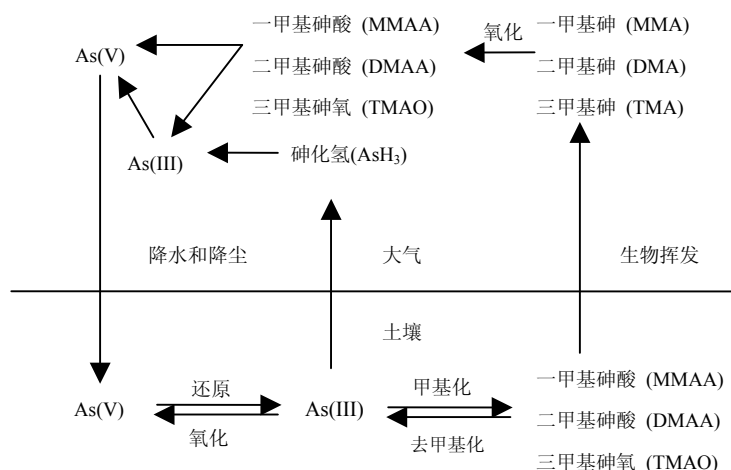 一甲基砷酸 (MMAA)
氧化
一甲基砷 (MMA)
As(V)
二甲基砷酸 (DMAA)
二甲基砷 (DMA)
三甲基砷氧 (TMAO)
三甲基砷 (TMA)
As(III)
砷化氢(AsH₃)
降水和降尘
大气
生物挥发
土壤
一甲基砷酸 (MMAA)
还原
甲基化
As(V)
As(III)
二甲基砷酸 (DMAA)
氧化
去甲基化
三甲基砷氧 (TMAO)